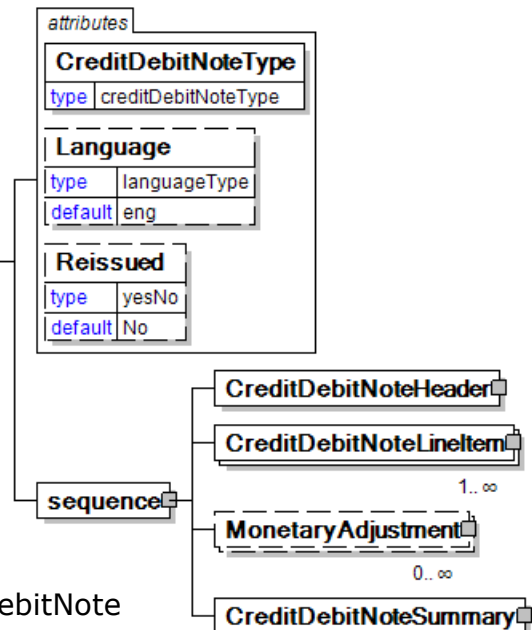 attributes
CreditDebitNoteType
type creditDebitNoteType
Language
type languageType
default eng
Reissued
type yesNo
default No
CreditDebitNoteHeader
CreditDebitNoteLineItem
1..∞
sequence
MonetaryAdjustment
0..∞
ebitNote
CreditDebitNoteSummary